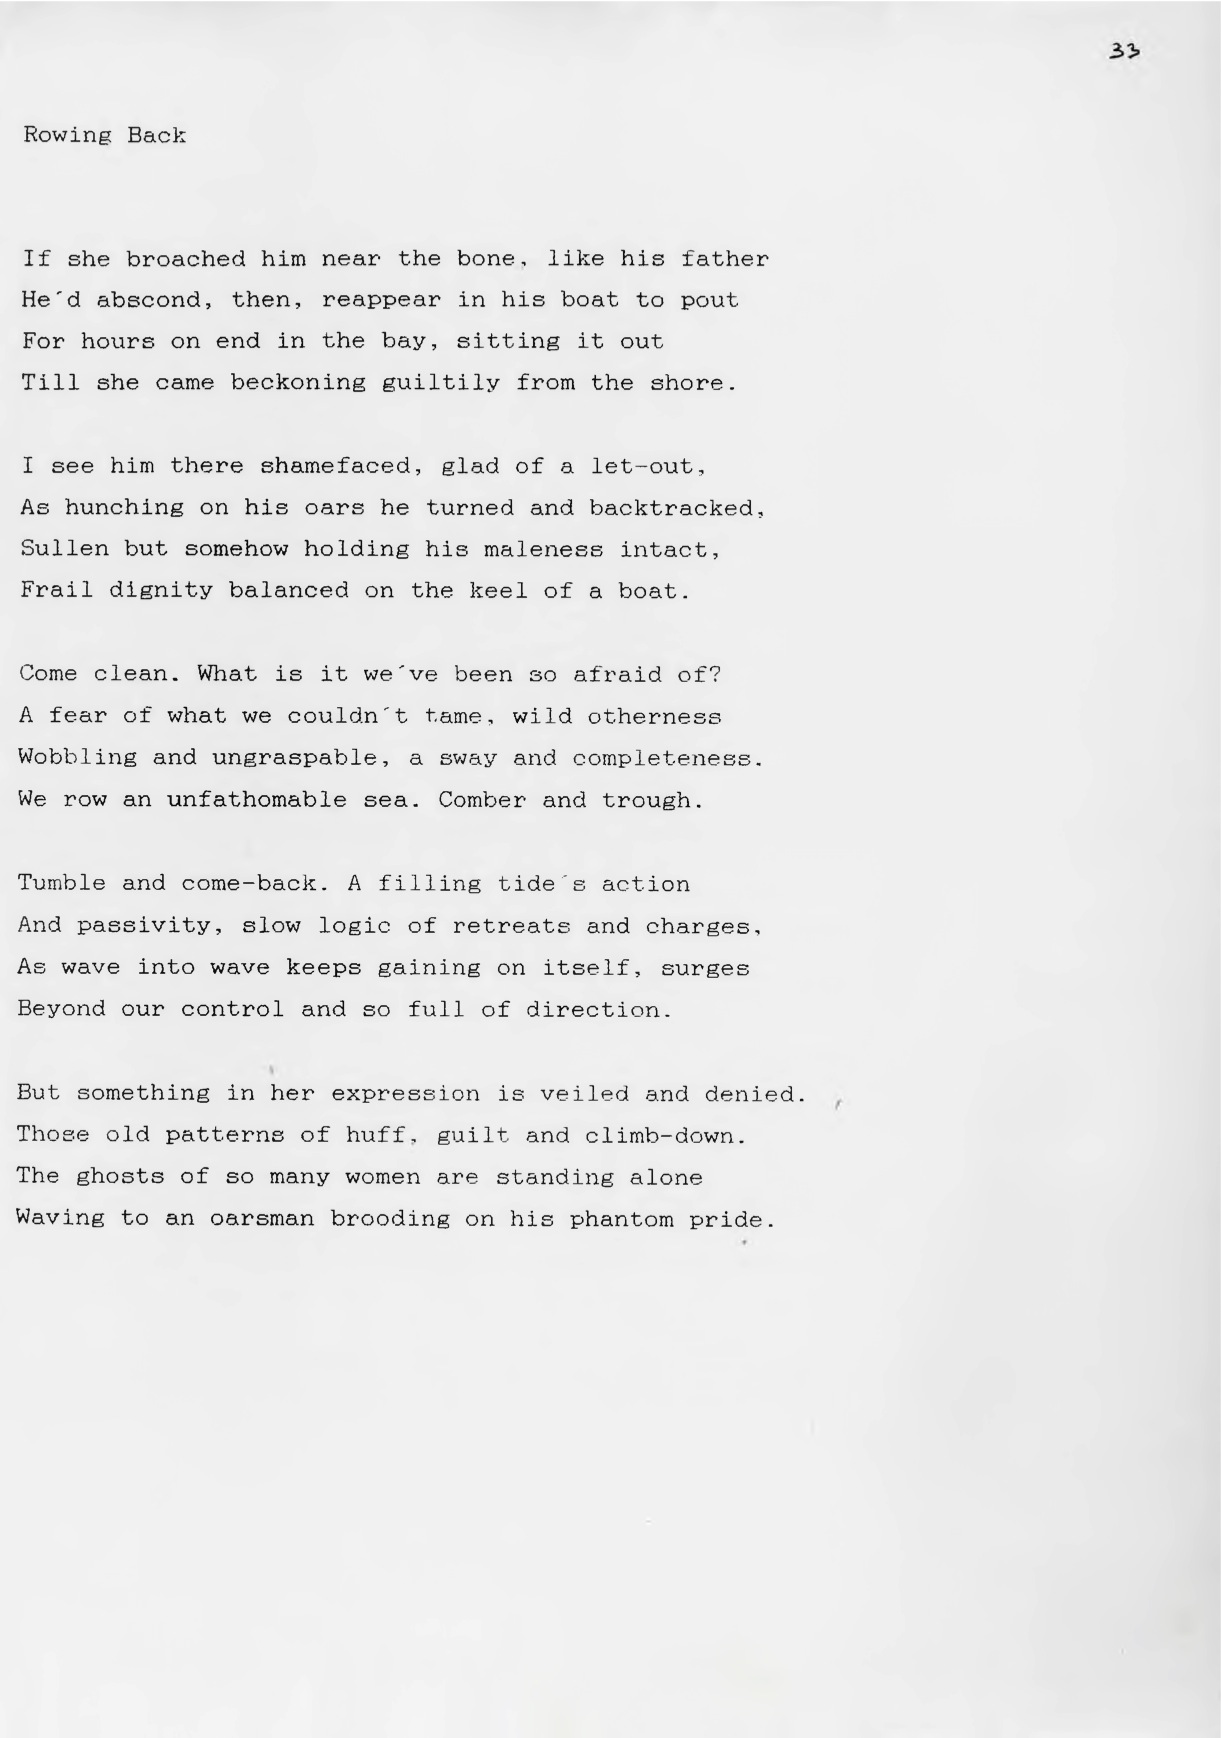 33
Rowing Back
If she broached him near the bone, like his father
He´d abscond, then, reappear in his boat to pout
For hours on end in the bay, sitting it out
Till she came beckoning guiltily from the shore.
I see him there shamefaced, glad of a let-out,
As hunching on his oars he turned and backtracked,
Sullen but somehow holding his maleness intact,
Frail dignity balanced on the keel of a boat.
Come clean. What is it we´ve been so afraid of?
A fear of what we couldn´t tame, wild otherness
Wobbling and ungraspable, a sway and completeness.
We row an unfathomable sea. Comber and trough.
Tumble and come-back. A filling tide´s action
And passivity, slow logic of retreats and charges,
As wave into wave keeps gaining on itself, surges
Beyond our control and so full of direction.
But something in her expression is veiled and denied.
Those old patterns of huff, guilt and climb-down.
The ghosts of so many women are standing alone
Waving to an oarsman brooding on his phantom pride.